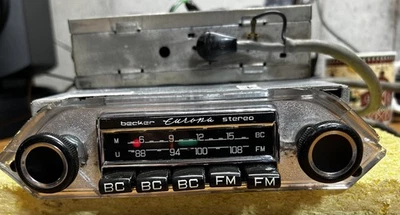 becker Europa stereo
M 6 9 12 15 BC
U 88 94 100 108 FM
BC BC BC FM FM